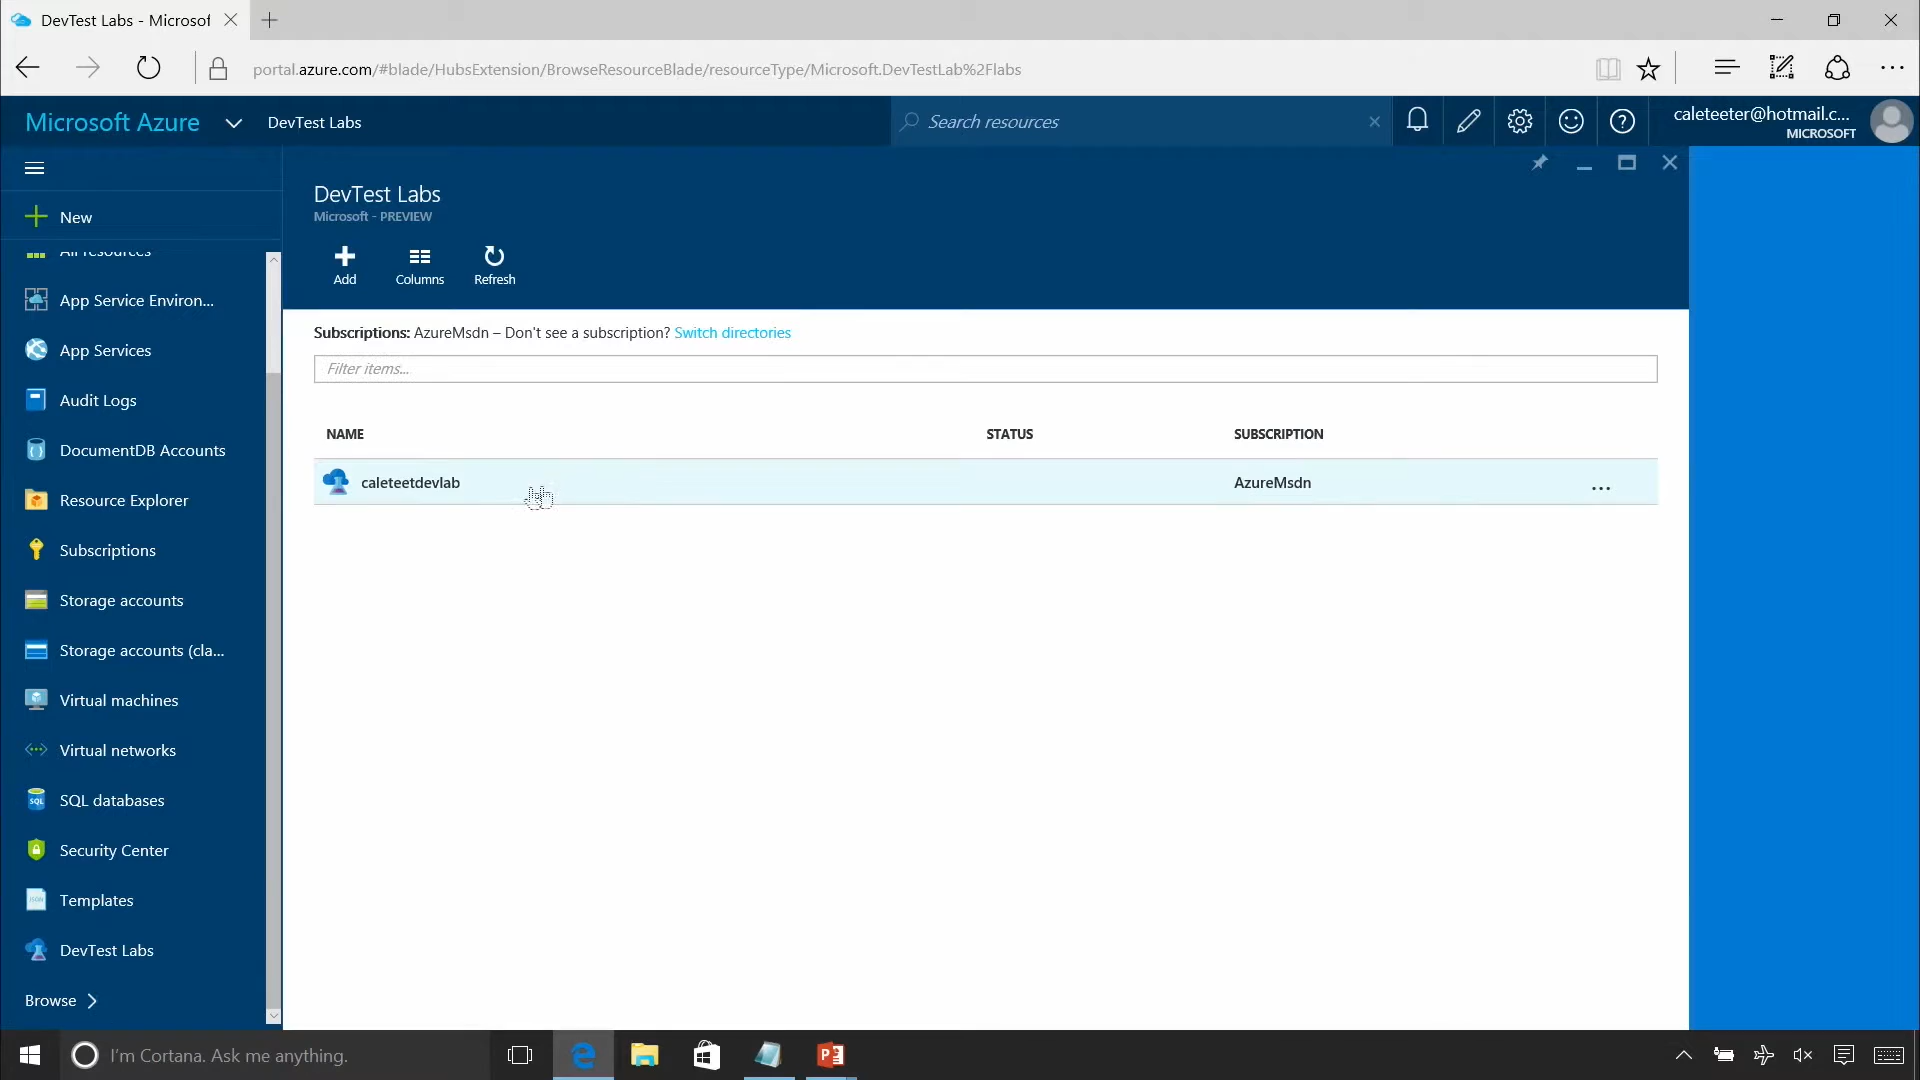 DevTest Labs - Microsof
portal.azure.com/#blade/HubsExtension/BrowseResourceBlade/resourceType/Microsoft.DevTestLab%2Flabs
Microsoft Azure
DevTest Labs
Search resources
caleteeter@hotmail.c...
MICROSOFT
New
All resources
App Service Environ...
App Services
Audit Logs
DocumentDB Accounts
Resource Explorer
Subscriptions
Storage accounts
Storage accounts (cla...
Virtual machines
Virtual networks
SQL databases
Security Center
Templates
DevTest Labs
Browse
DevTest Labs
Microsoft - PREVIEW
Add
Columns
Refresh
Subscriptions: AzureMsdn – Don't see a subscription? Switch directories
Filter items...
NAME STATUS SUBSCRIPTION
caleteetdevlab AzureMsdn ...
I'm Cortana. Ask me anything.